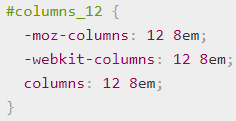 #columns_12 {
-moz-columns: 12 8em;
-webkit-columns: 12 8em;
columns: 12 8em;
}